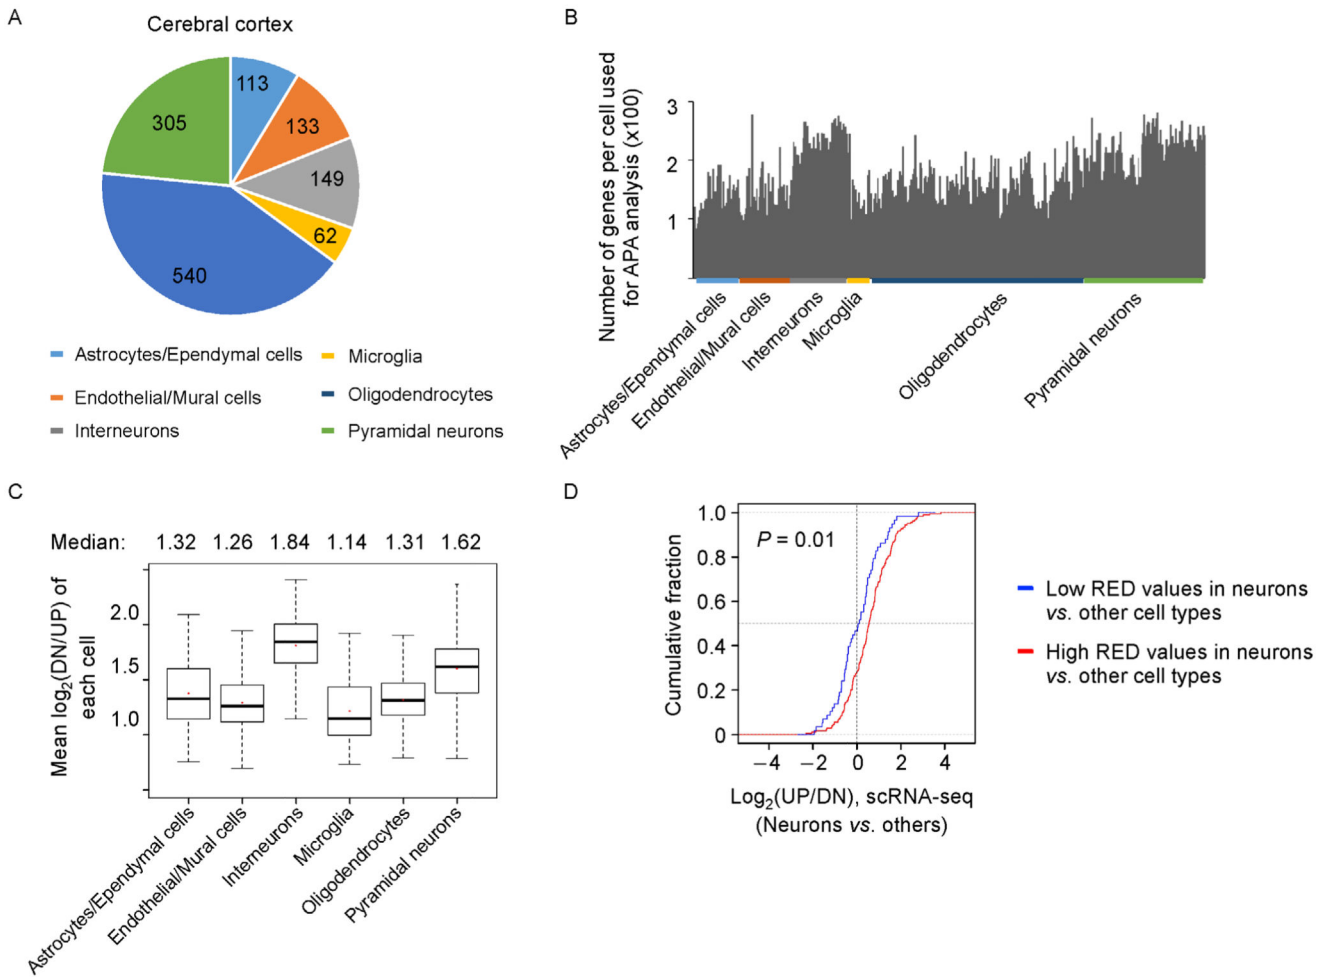 A
Cerebral cortex
113
133
149
62
540
305
Astrocytes/Ependymal cells
Endothelial/Mural cells
Interneurons
Microglia
Oligodendrocytes
Pyramidal neurons
B
Number of genes per cell used
for APA analysis (x100)
3
2
1
Astrocytes/Ependymal cells
Endothelial/Mural cells
Interneurons
Microglia
Oligodendrocytes
Pyramidal neurons
C
Median: 1.32 1.26 1.84 1.14 1.31 1.62
Mean log₂(DN/UP) of
each cell
2.0
1.5
1.0
Astrocytes/Ependymal cells
Endothelial/Mural cells
Interneurons
Microglia
Oligodendrocytes
Pyramidal neurons
D
Cumulative fraction
1.0
0.8
0.6
0.4
0.2
0
P = 0.01
−4 −2 0 2 4
Log₂(UP/DN), scRNA-seq
(Neurons vs. others)
Low RED values in neurons
vs. other cell types
High RED values in neurons
vs. other cell types